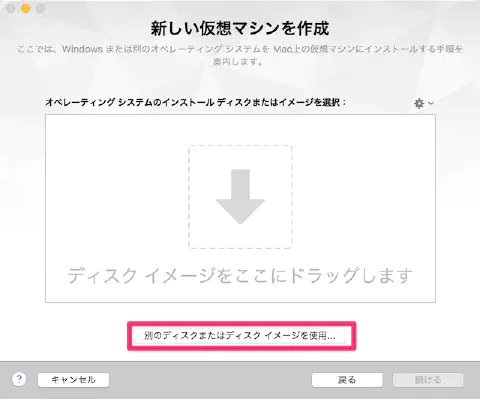 新しい仮想マシンを作成
ここでは、Windows または別のオペレーティング システムを Mac上の仮想マシンにインストールする手順を
案内します。
オペレーティング システムのインストール ディスクまたはイメージを選択：
ディスク イメージをここにドラッグします
別のディスクまたはディスク イメージを使用...
?
キャンセル
戻る
続ける